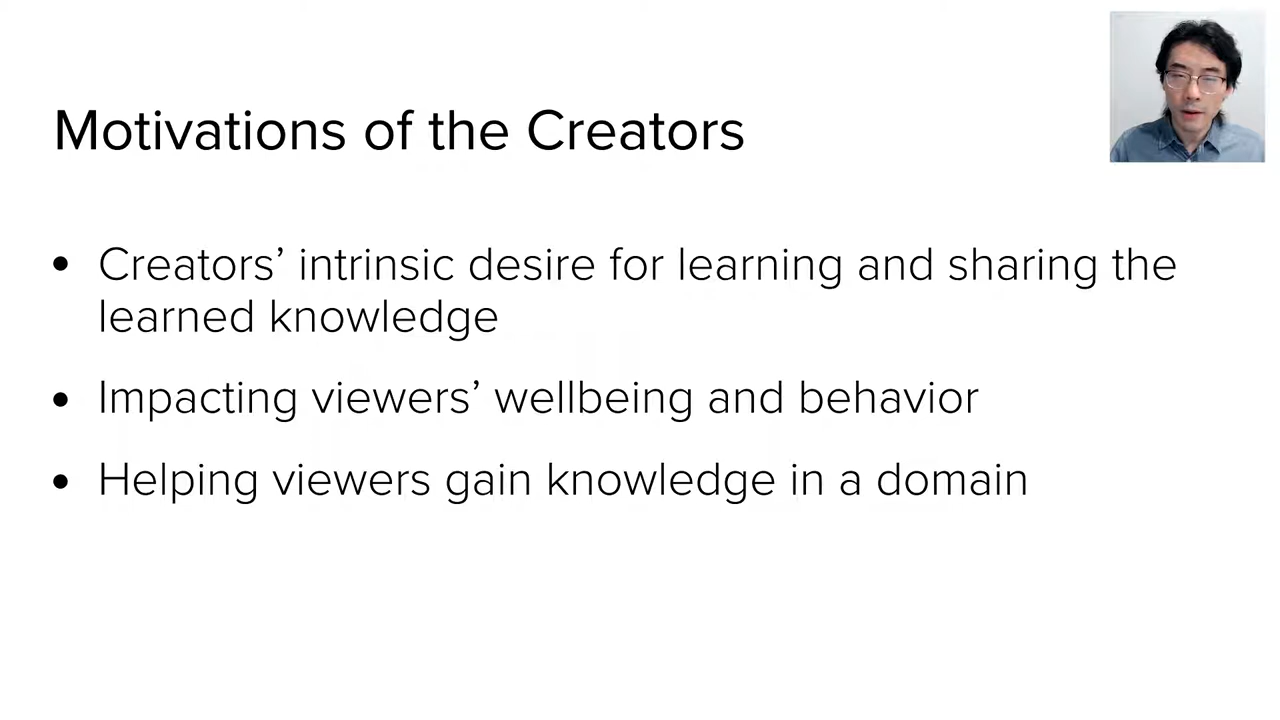 Motivations of the Creators
• Creators’ intrinsic desire for learning and sharing the
learned knowledge
• Impacting viewers’ wellbeing and behavior
• Helping viewers gain knowledge in a domain